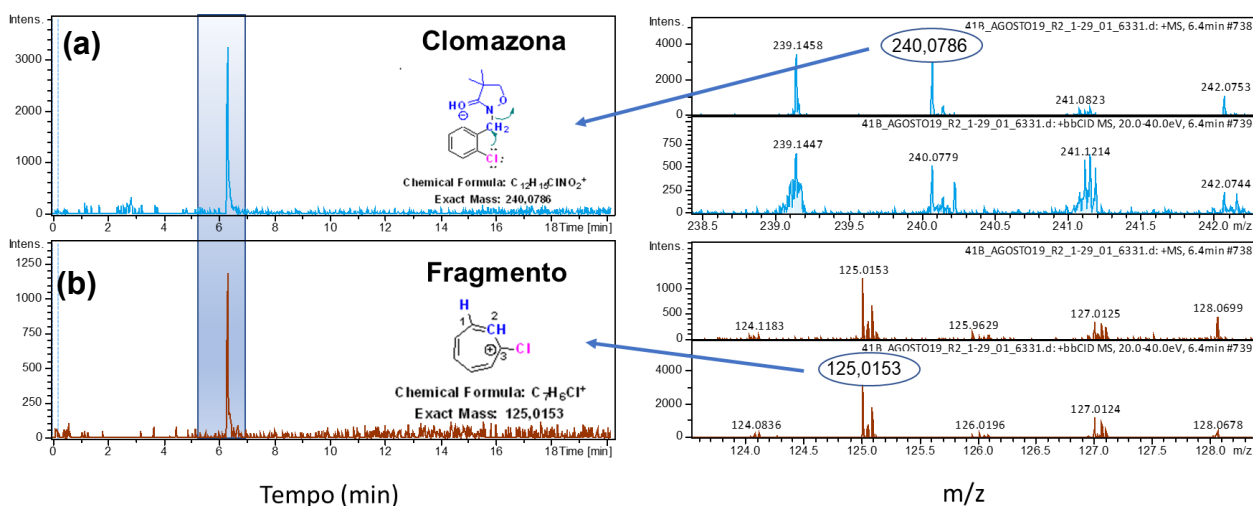 Intens.
3000
2000
1000
0
(a)
Clomazona
HO
⊖
O
N
CH2
:Cl:
Chemical Formula: C12H15ClNO2+
Exact Mass: 240,0786
0 2 4 6 8 10 12 14 16 18 Time [min]
Intens.
1250
1000
750
500
250
0
(b)
Fragmento
H
1
2
CH
+
3
Cl
Chemical Formula: C7H6Cl+
Exact Mass: 125,0153
0 2 4 6 8 10 12 14 16 18 Time [min]
Tempo (min)
Intens.
4000
2000
0
41B_AGOSTO19_R2_1-29_01_6331.d: +MS, 6.4min #738
239.1458
240,0786
241.0823
242.0753
750
500
250
0
41B_AGOSTO19_R2_1-29_01_6331.d: +bbCID MS, 20.0-40.0eV, 6.4min #739
239.1447
240.0779
241.1214
242.0744
238.5 239.0 239.5 240.0 240.5 241.0 241.5 242.0 m/z
Intens.
1000
500
0
41B_AGOSTO19_R2_1-29_01_6331.d: +MS, 6.4min #738
124.1183
125.0153
125.9629
127.0125
128.0699
4000
2000
0
41B_AGOSTO19_R2_1-29_01_6331.d: +bbCID MS, 20.0-40.0eV, 6.4min #739
124.0836
125,0153
126.0196
127.0124
128.0678
124.0 124.5 125.0 125.5 126.0 126.5 127.0 127.5 128.0 m/z
m/z